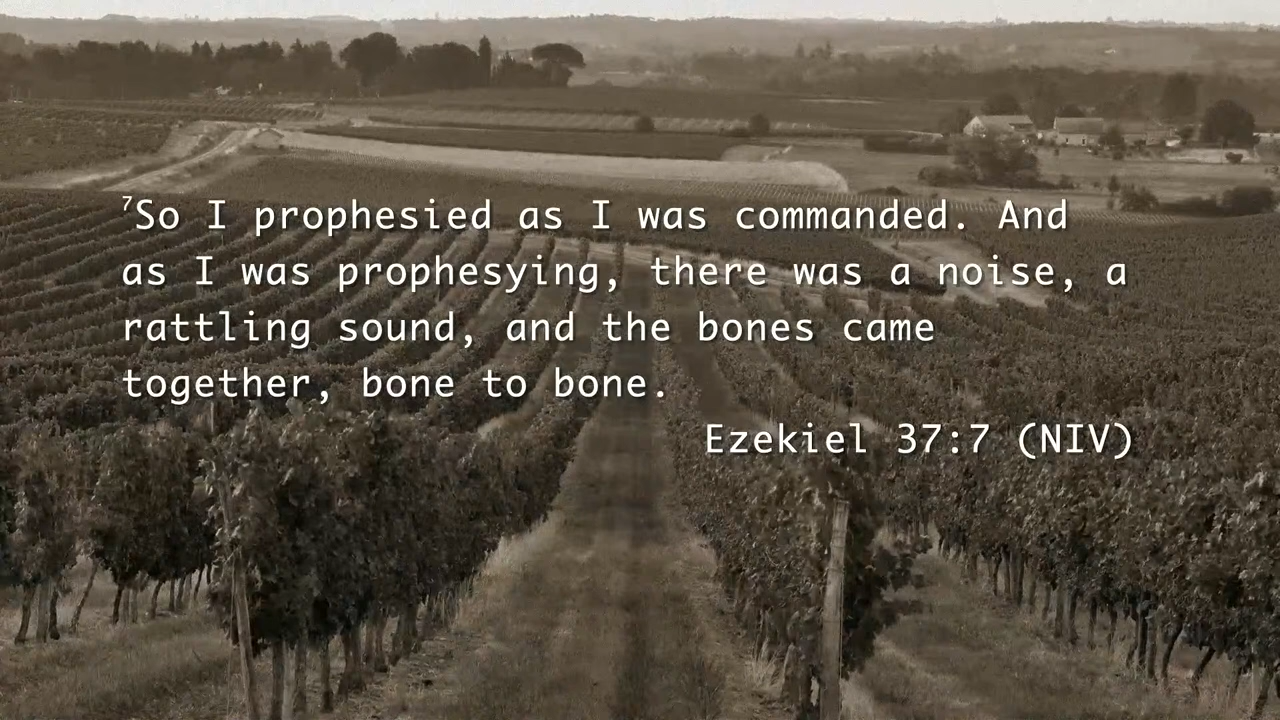 ⁷So I prophesied as I was commanded. And
as I was prophesying, there was a noise, a
rattling sound, and the bones came
together, bone to bone.
Ezekiel 37:7 (NIV)